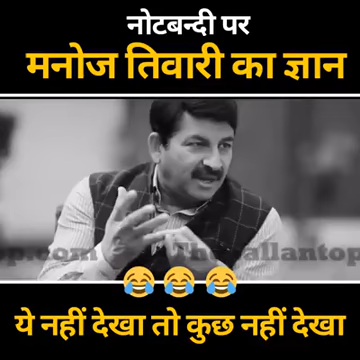 नोटबन्दी पर
मनोज तिवारी का ज्ञान
ये नहीं देखा तो कुछ नहीं देखा